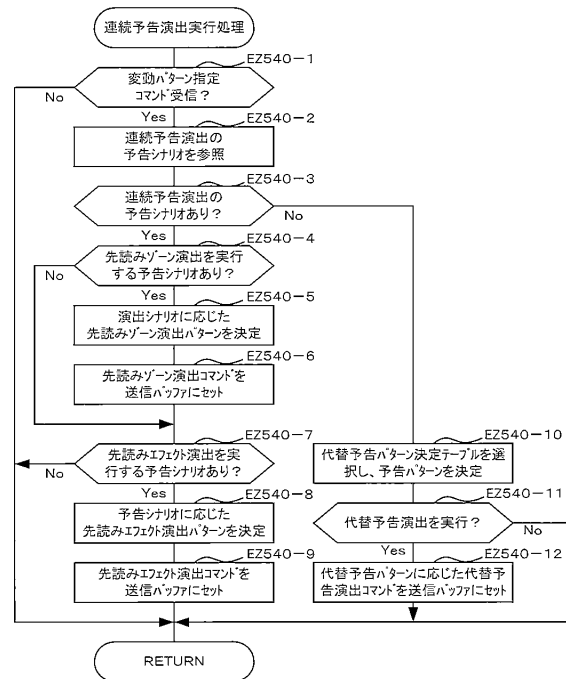 連続予告演出実行処理
EZ540-1
変動パターン指定
コマンド受信?
No
Yes
EZ540-2
連続予告演出の
予告シナリオを参照
EZ540-3
連続予告演出の
予告シナリオあり?
No
Yes
EZ540-4
先読みゾーン演出を実行
する予告シナリオあり?
No
Yes
EZ540-5
演出シナリオに応じた
先読みゾーン演出パターンを決定
EZ540-6
先読みゾーン演出コマンドを
送信バッファにセット
EZ540-7
先読みエフェクト演出を実
行する予告シナリオあり?
No
Yes
EZ540-8
予告シナリオに応じた
先読みエフェクト演出パターンを決定
EZ540-9
先読みエフェクト演出コマンドを
送信バッファにセット
EZ540-10
代替予告パターン決定テーブルを選
択し、予告パターンを決定
EZ540-11
代替予告演出を実行?
No
Yes
EZ540-12
代替予告パターンに応じた代替予
告演出コマンドを送信バッファにセット
RETURN